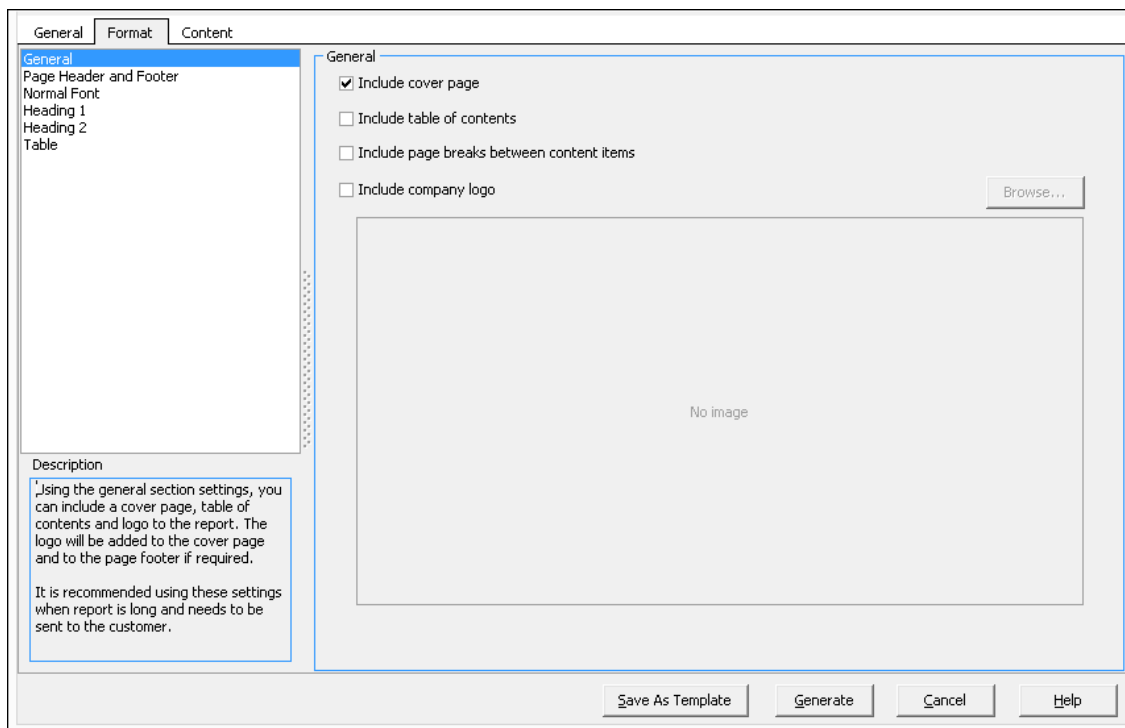 General Format Content
General
Page Header and Footer
Normal Font
Heading 1
Heading 2
Table
Description
Using the general section settings, you
can include a cover page, table of
contents and logo to the report. The
logo will be added to the cover page
and to the page footer if required.
It is recommended using these settings
when report is long and needs to be
sent to the customer.
General
Include cover page
Include table of contents
Include page breaks between content items
Include company logo
Browse...
No image
Save As Template Generate Cancel Help